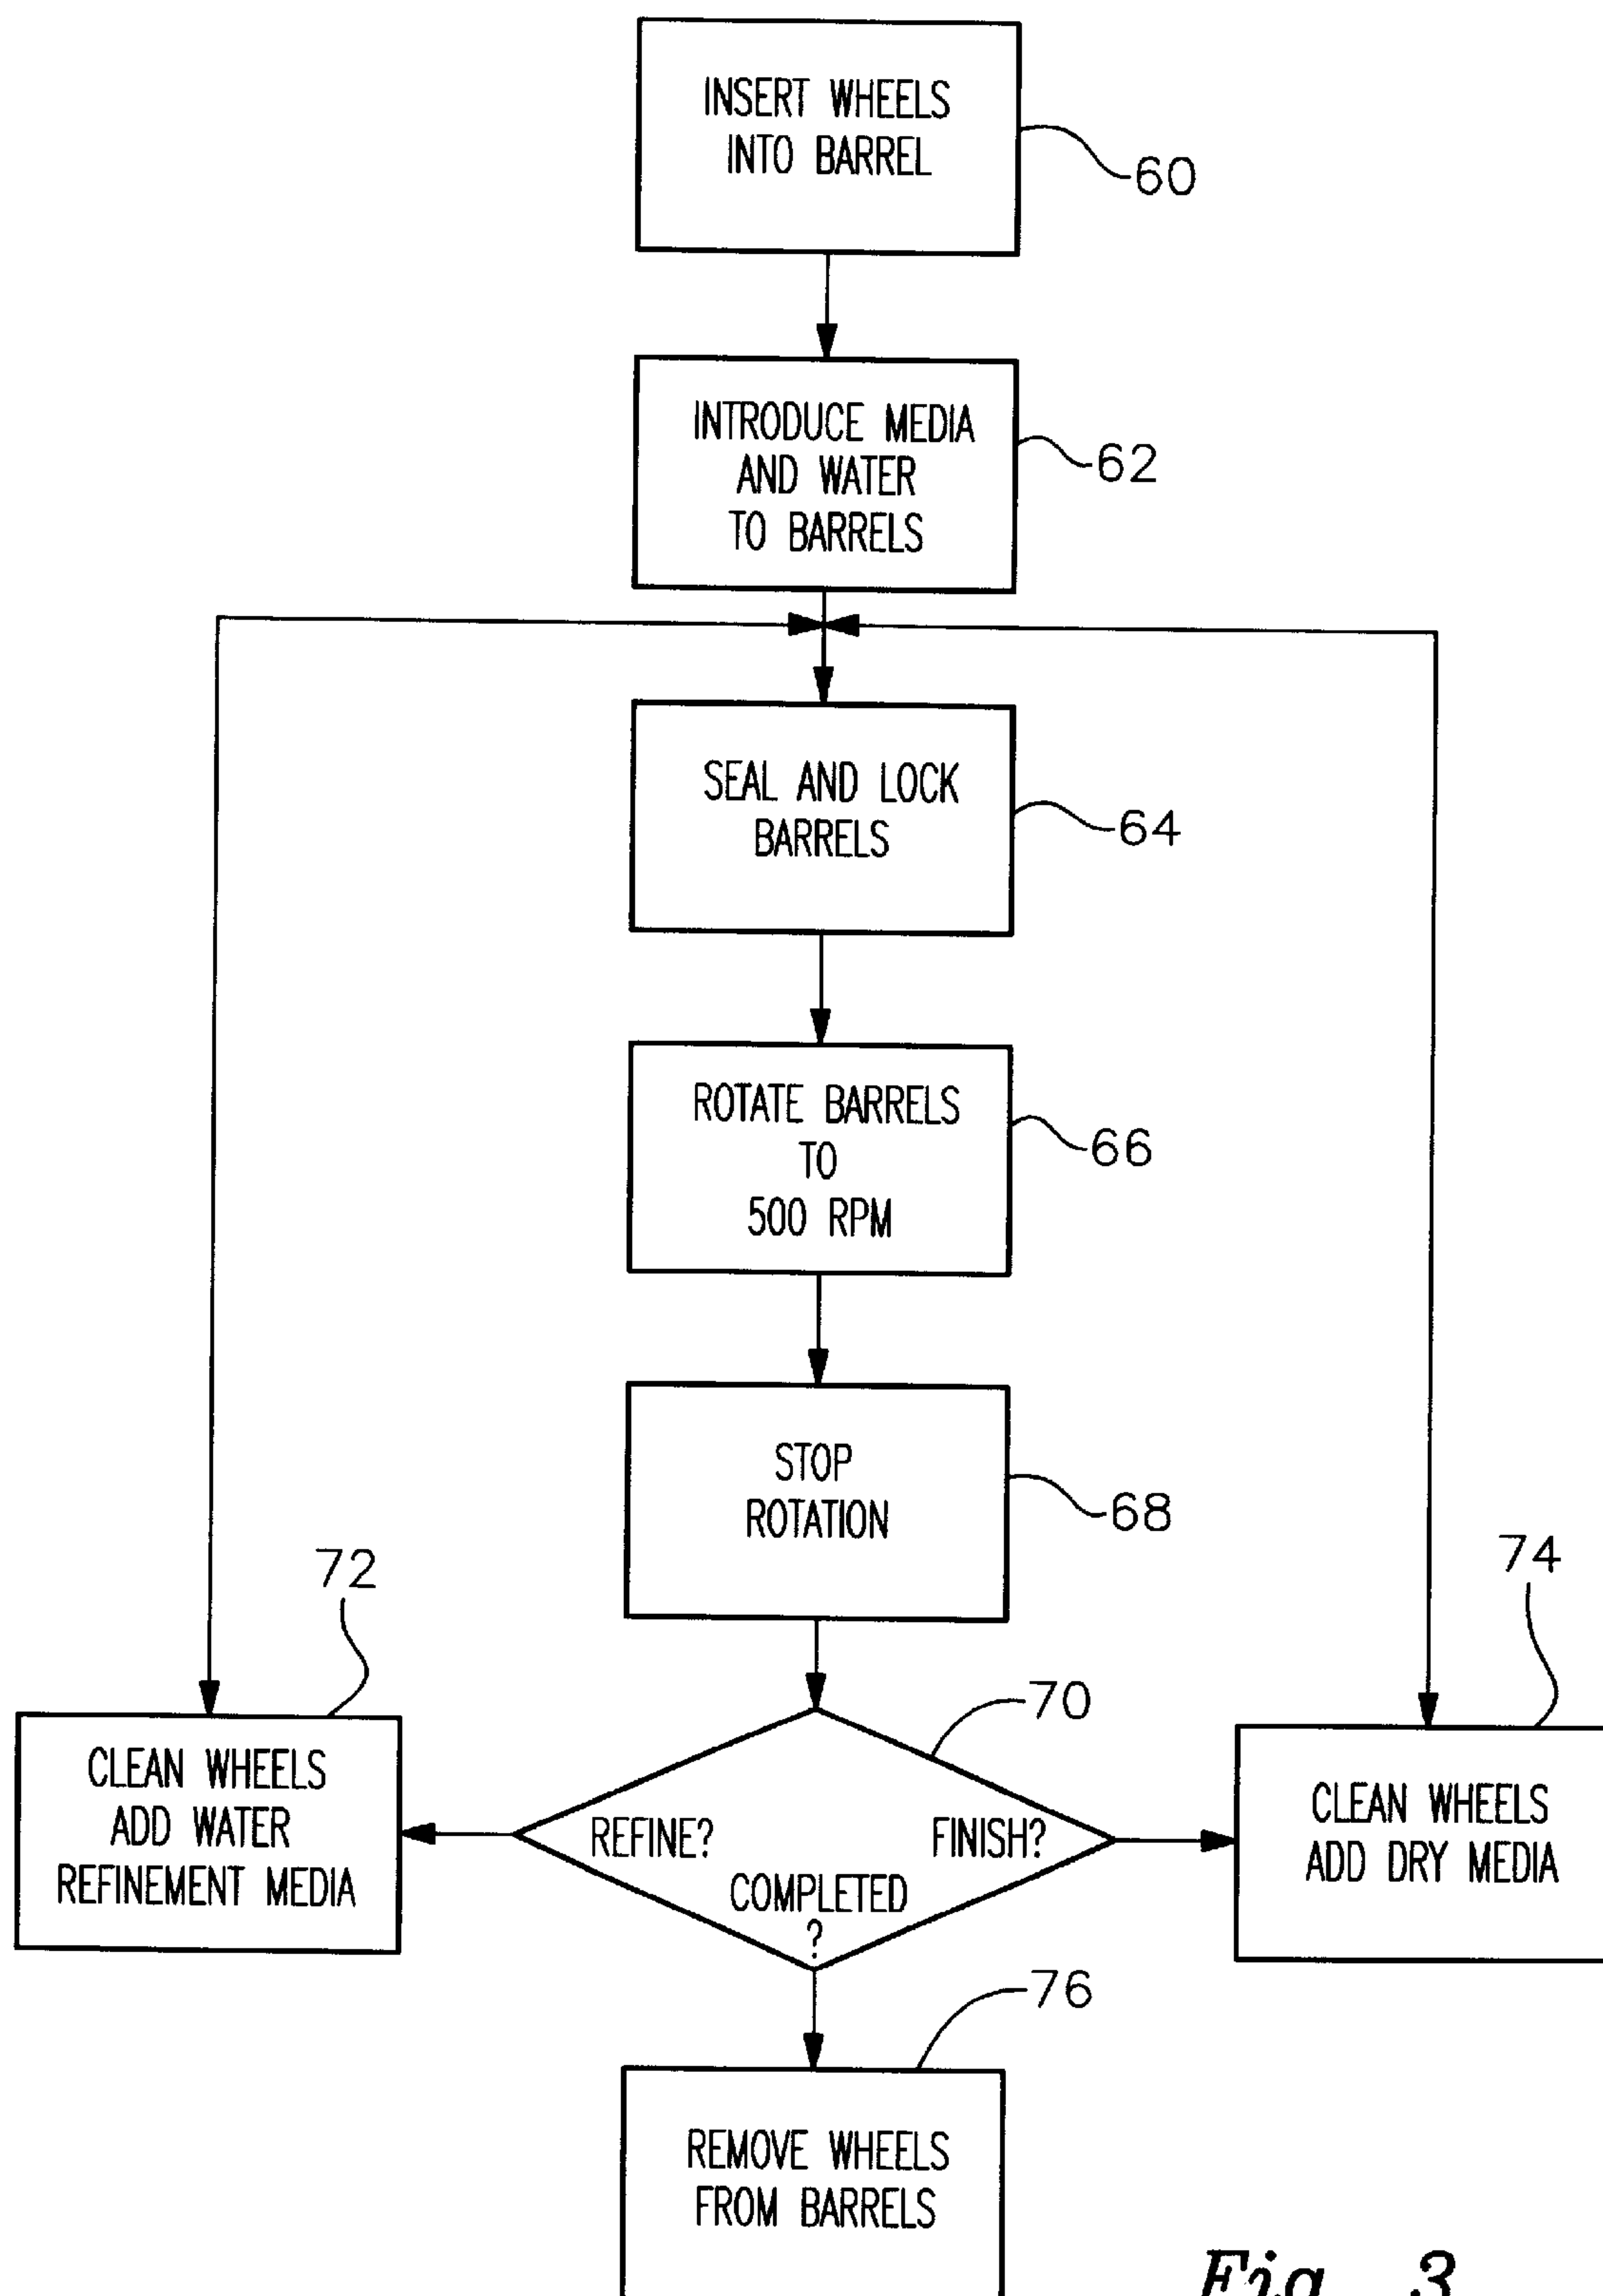 INSERT WHEELS
INTO BARREL
60
INTRODUCE MEDIA
AND WATER
TO BARRELS
62
SEAL AND LOCK
BARRELS
64
ROTATE BARRELS
TO
500 RPM
66
STOP
ROTATION
68
72
74
70
CLEAN WHEELS
ADD WATER
REFINEMENT MEDIA
REFINE?
FINISH?
COMPLETED
?
CLEAN WHEELS
ADD DRY MEDIA
76
REMOVE WHEELS
FROM BARRELS
Fig. 3